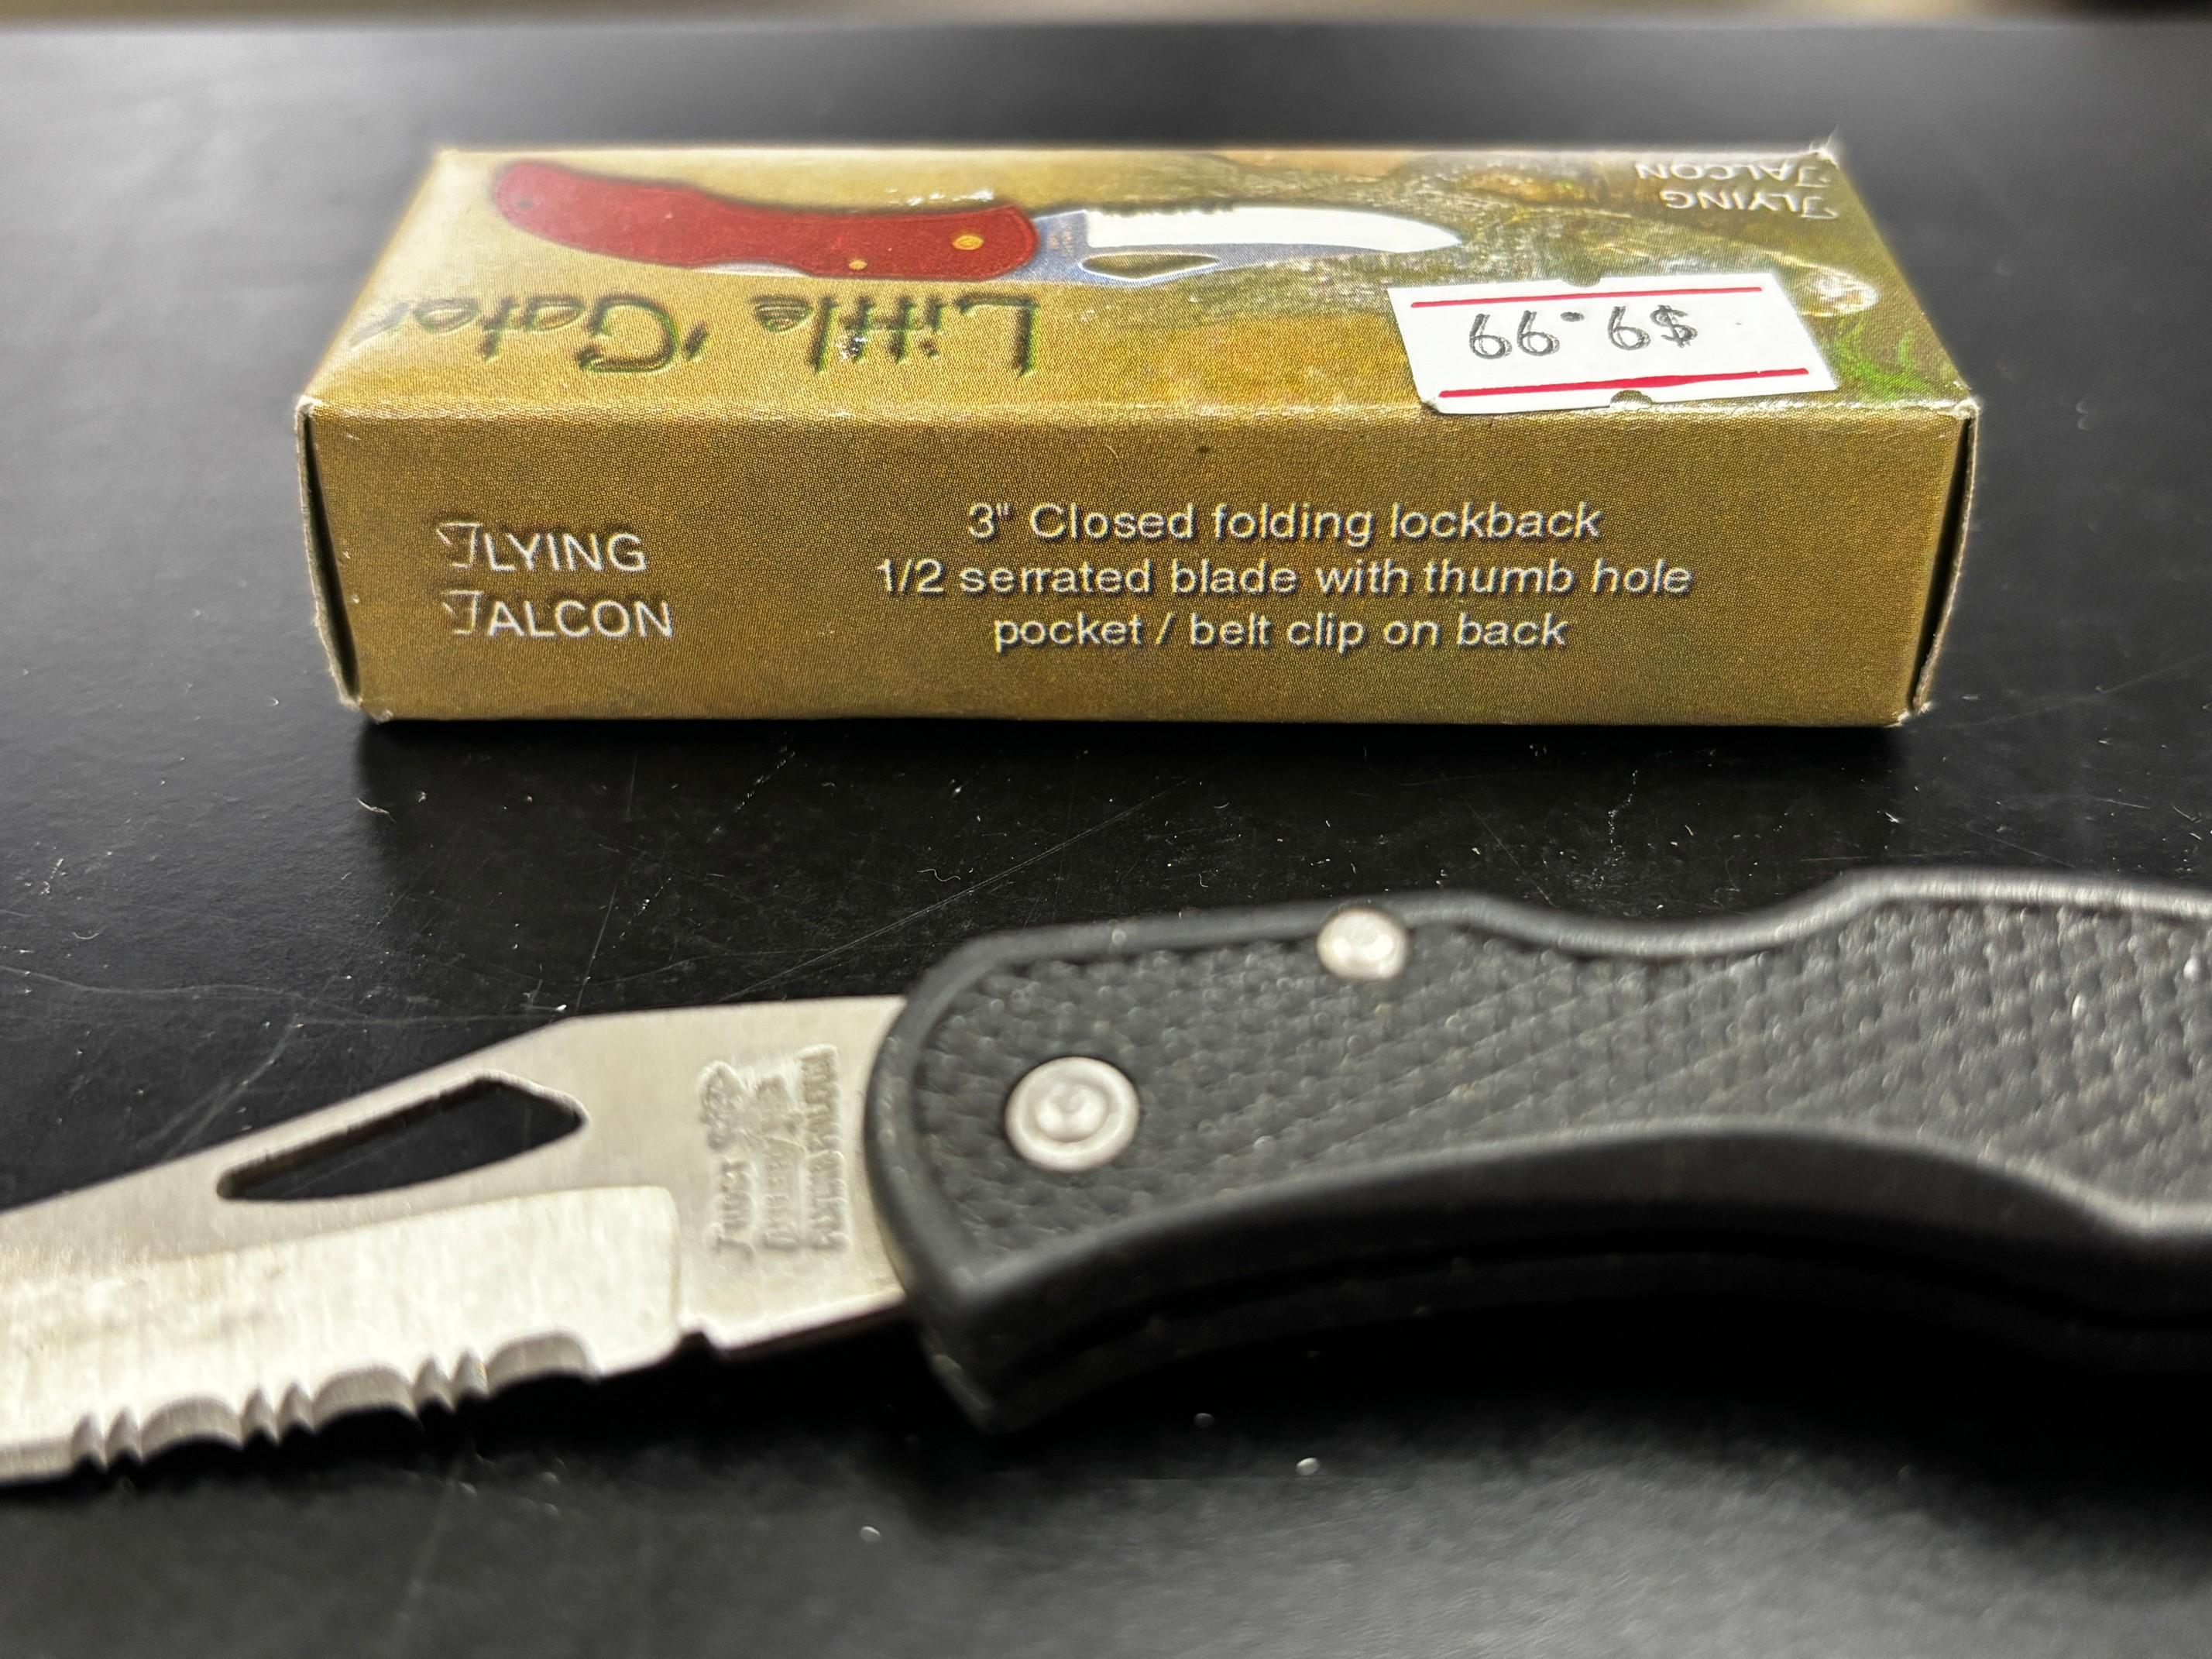 FLYING
FALCON
Little 'Gator
$9.99
FLYING
FALCON
3" Closed folding lockback
1/2 serrated blade with thumb hole
pocket / belt clip on back